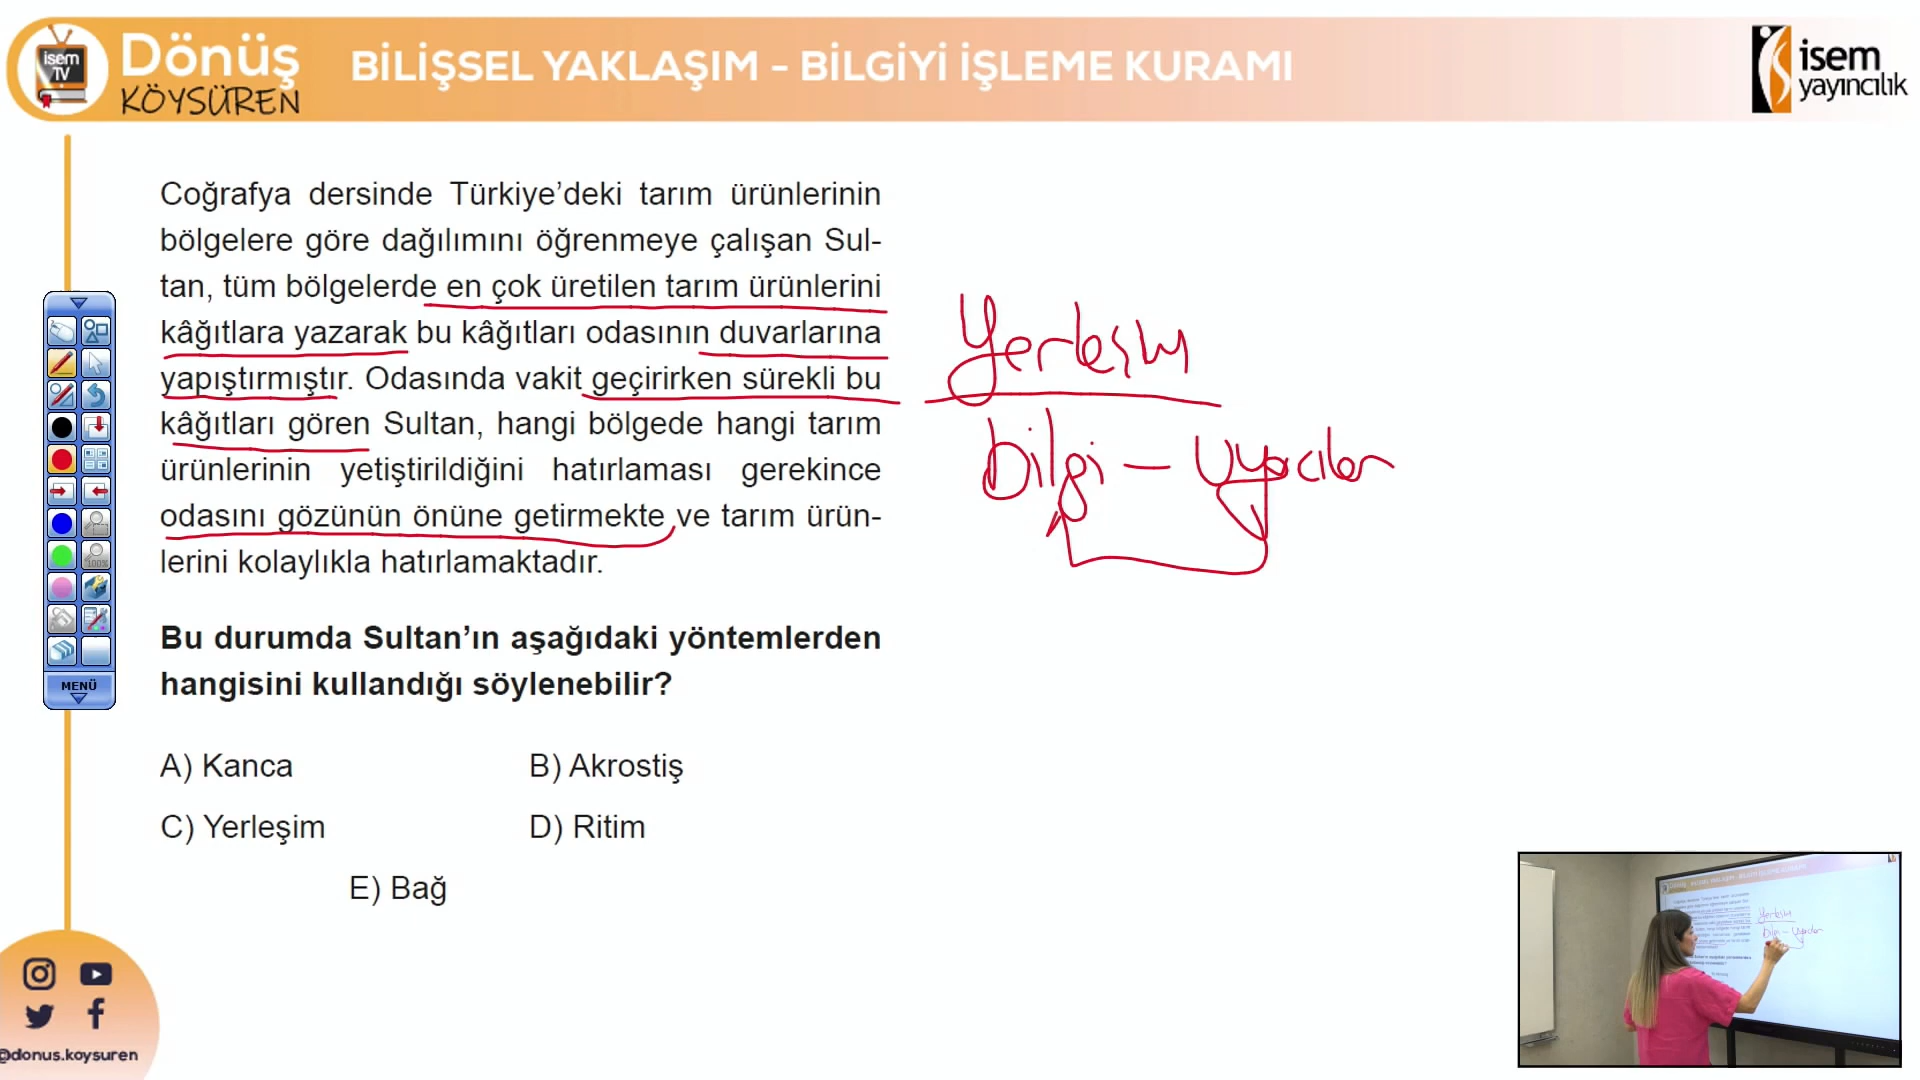 isem
TV
Dönüş
KÖYSÜREN
BİLİŞSEL YAKLAŞIM - BİLGİYİ İŞLEME KURAMI
isem
yayıncılık
Coğrafya dersinde Türkiye’deki tarım ürünlerinin
bölgelere göre dağılımını öğrenmeye çalışan Sul-
tan, tüm bölgelerde en çok üretilen tarım ürünlerini
kâğıtlara yazarak bu kâğıtları odasının duvarlarına
yapıştırmıştır. Odasında vakit geçirirken sürekli bu
kâğıtları gören Sultan, hangi bölgede hangi tarım
ürünlerinin yetiştirildiğini hatırlaması gerekince
odasını gözünün önüne getirmekte ve tarım ürün-
lerini kolaylıkla hatırlamaktadır.
Bu durumda Sultan’ın aşağıdaki yöntemlerden
hangisini kullandığı söylenebilir?
A) Kanca
B) Akrostiş
C) Yerleşim
D) Ritim
E) Bağ
Yerleşim
bilgi – uyarıcılar
100%
MENÜ
@donus.koysuren